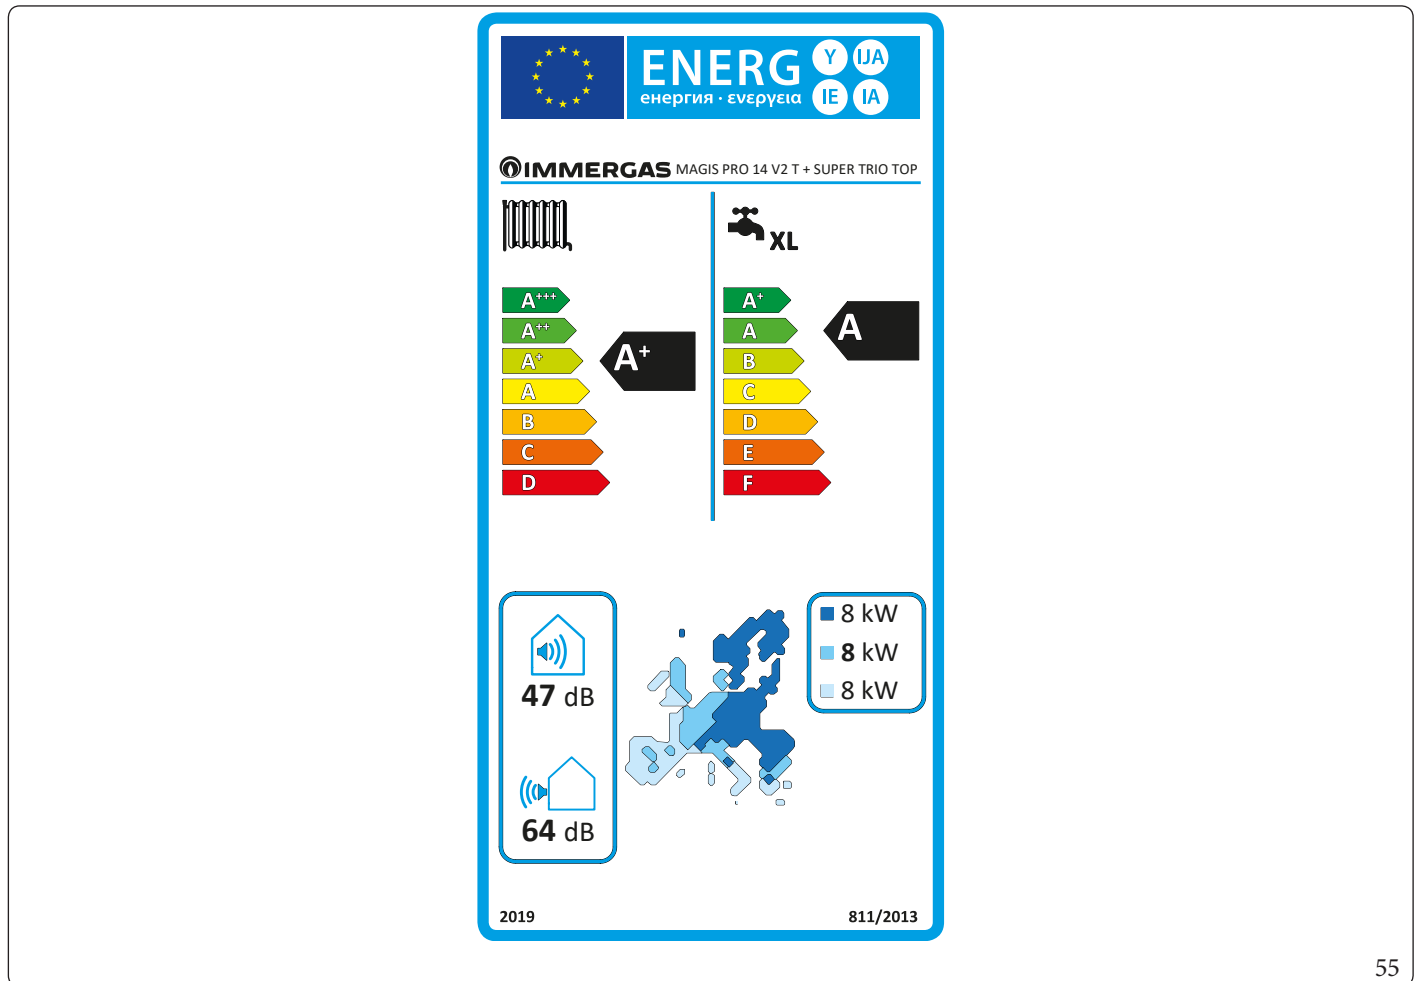 ENERG
енергия · ενεργεια
Y IJA
IE IA
IMMERGAS MAGIS PRO 14 V2 T + SUPER TRIO TOP
XL
A+++
A++
A+
A
B
C
D
A+
A+
A
B
C
D
E
F
A
47 dB
64 dB
8 kW
8 kW
8 kW
2019
811/2013
55